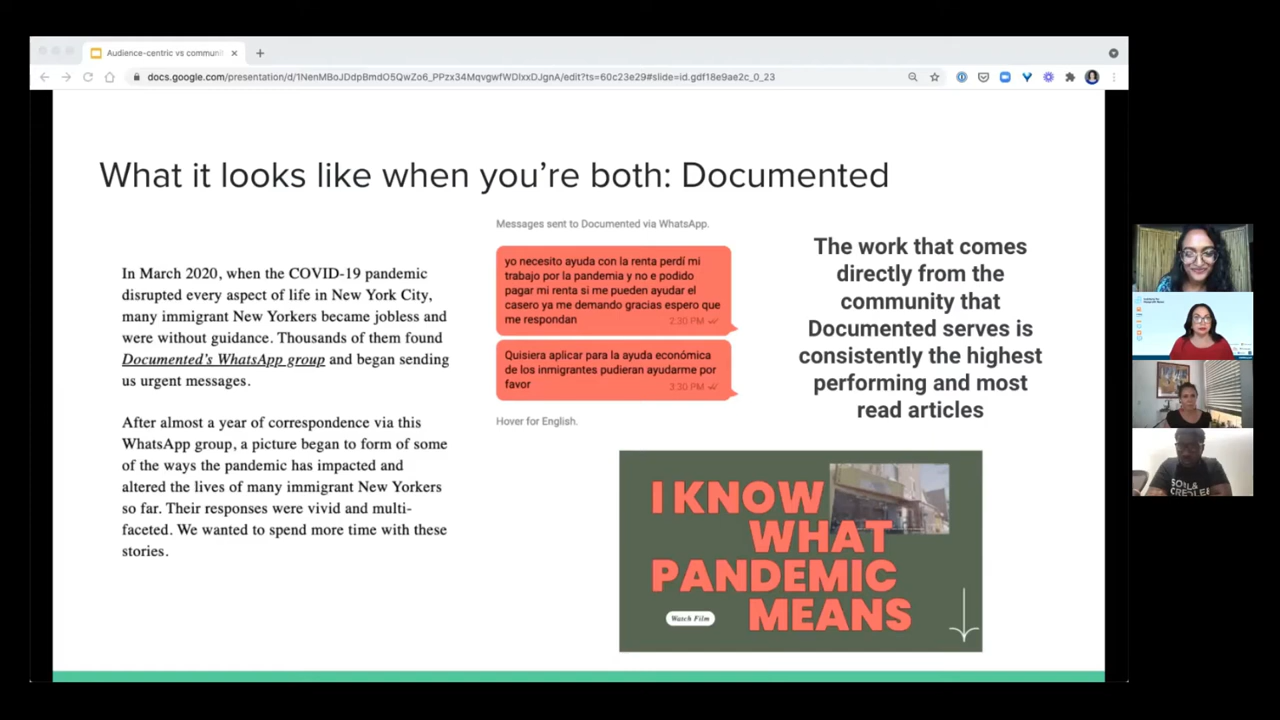 Audience-centric vs communi
docs.google.com/presentation/d/1NenMBoJDdpBmdO5QwZo6_PPzx34MqvgwfWDIxxDJgnA/edit?ts=60c23e29#slide=id.gdf18e9ae2c_0_23
What it looks like when you're both: Documented
In March 2020, when the COVID-19 pandemic
disrupted every aspect of life in New York City,
many immigrant New Yorkers became jobless and
were without guidance. Thousands of them found
Documented's WhatsApp group and began sending
us urgent messages.
After almost a year of correspondence via this
WhatsApp group, a picture began to form of some
of the ways the pandemic has impacted and
altered the lives of many immigrant New Yorkers
so far. Their responses were vivid and multi-
faceted. We wanted to spend more time with these
stories.
Messages sent to Documented via WhatsApp.
yo necesito ayuda con la renta perdí mi
trabajo por la pandemia y no e podido
pagar mi renta si me pueden ayudar el
casero ya me demando gracias espero que
me respondan
2:30 PM
Quisiera aplicar para la ayuda económica
de los inmigrantes pudieran ayudarme por
favor
3:30 PM
Hover for English.
The work that comes
directly from the
community that
Documented serves is
consistently the highest
performing and most
read articles
I KNOW
WHAT
PANDEMIC
MEANS
Watch Film